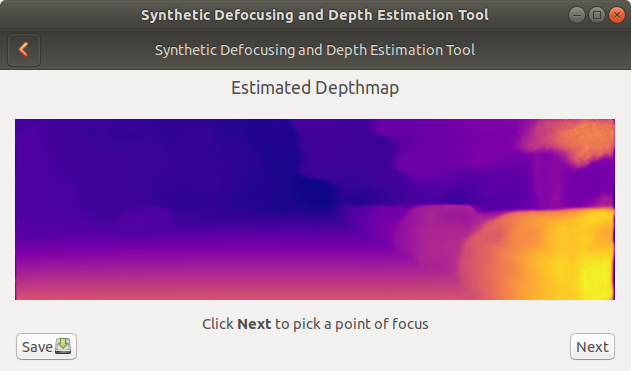 Synthetic Defocusing and Depth Estimation Tool
Synthetic Defocusing and Depth Estimation Tool
Estimated Depthmap
Click Next to pick a point of focus
Save
Next